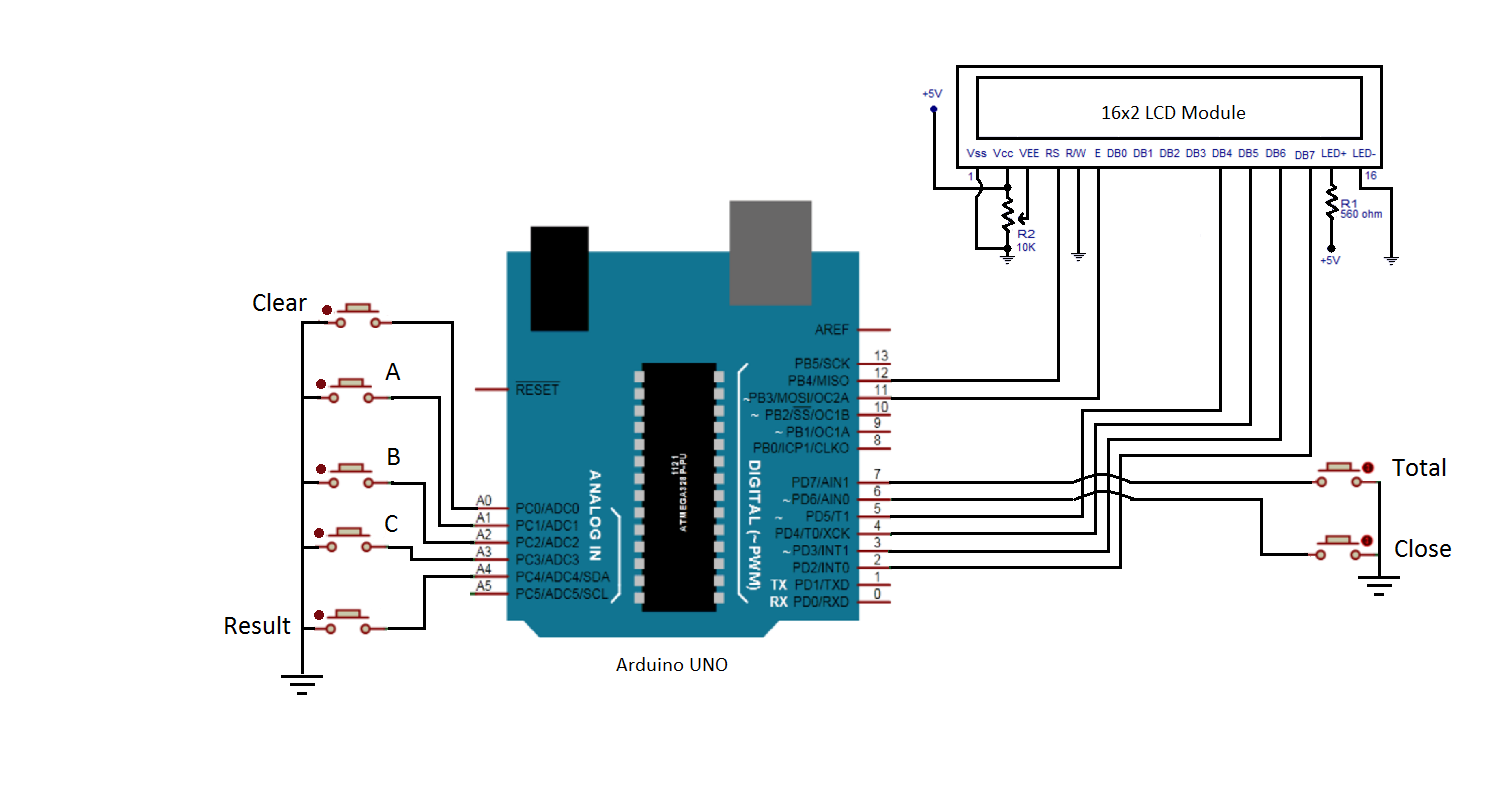 +5V
16x2 LCD Module
Vss Vcc VEE RS R/W E DB0 DB1 DB2 DB3 DB4 DB5 DB6 DB7 LED+ LED-
1
16
R1
560 ohm
R2
10K
+5V
Clear
A
B
C
Result
RESET
AREF
PB5/SCK 13
PB4/MISO 12
~PB3/MOSI/OC2A 11
~ PB2/SS/OC1B 10
~ PB1/OC1A 9
PB0/ICP1/CLKO 8
PD7/AIN1 7
~ PD6/AIN0 6
~ PD5/T1 5
PD4/T0/XCK 4
~ PD3/INT1 3
PD2/INT0 2
TX PD1/TXD 1
RX PD0/RXD 0
A0 PC0/ADC0
A1 PC1/ADC1
A2 PC2/ADC2
A3 PC3/ADC3
A4 PC4/ADC4/SDA
A5 PC5/ADC5/SCL
ANALOG IN
ATMEGA328P-PU
1121
DIGITAL (~PWM)
Total
Close
Arduino UNO